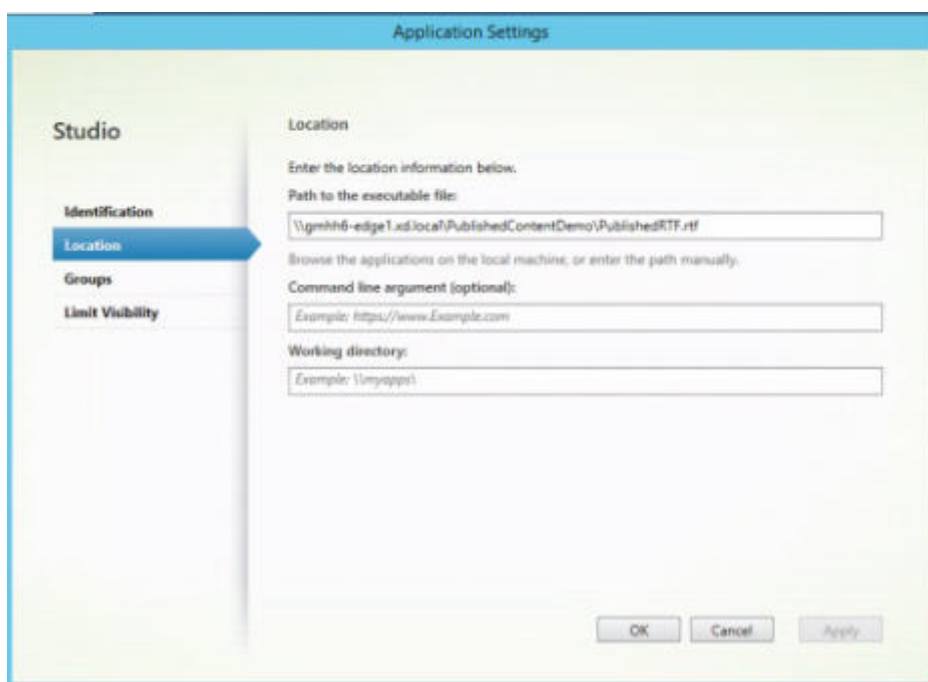 Application Settings
Studio
Identification
Location
Groups
Limit Visibility
Location
Enter the location information below.
Path to the executable file:
\\gmhh6-edge1.xd.local\PublishedContentDemo\PublishedRTF.rtf
Browse the applications on the local machine, or enter the path manually.
Command line argument (optional):
Example: https://www.Example.com
Working directory:
Example: \\myapps\
OK
Cancel
Apply